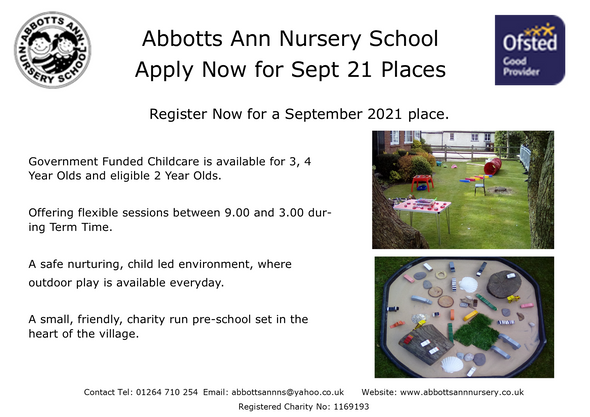 ABBOTTS ANN
NURSERY SCHOOL
Abbotts Ann Nursery School
Apply Now for Sept 21 Places
Ofsted
Good
Provider
Register Now for a September 2021 place.
Government Funded Childcare is available for 3, 4
Year Olds and eligible 2 Year Olds.
Offering flexible sessions between 9.00 and 3.00 dur-
ing Term Time.
A safe nurturing, child led environment, where
outdoor play is available everyday.
A small, friendly, charity run pre-school set in the
heart of the village.
Contact Tel: 01264 710 254 Email: abbottsannns@yahoo.co.uk Website: www.abbottsannnursery.co.uk
Registered Charity No: 1169193